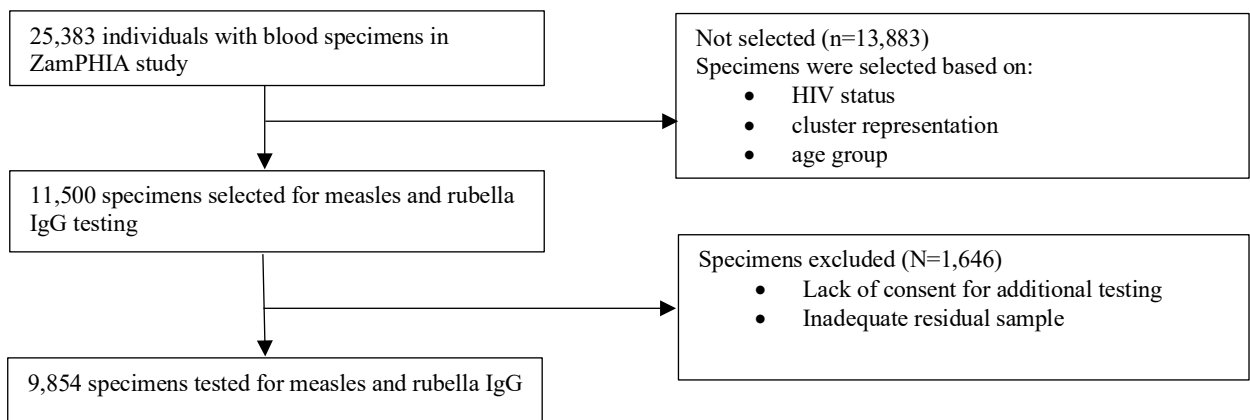 25,383 individuals with blood specimens in
ZamPHIA study
Not selected (n=13,883)
Specimens were selected based on:
• HIV status
• cluster representation
• age group
11,500 specimens selected for measles and rubella
IgG testing
Specimens excluded (N=1,646)
• Lack of consent for additional testing
• Inadequate residual sample
9,854 specimens tested for measles and rubella IgG